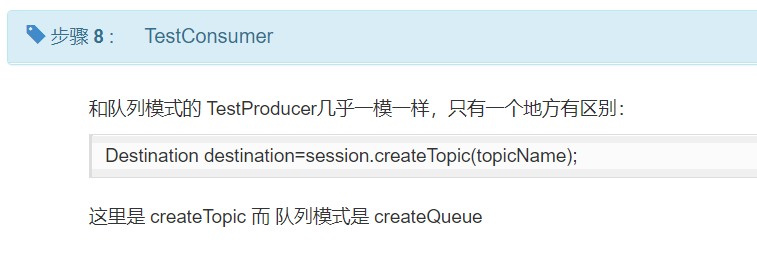 步骤 8 : TestConsumer
和队列模式的 TestProducer几乎一模一样，只有一个地方有区别：
Destination destination=session.createTopic(topicName);
这里是 createTopic 而 队列模式是 createQueue